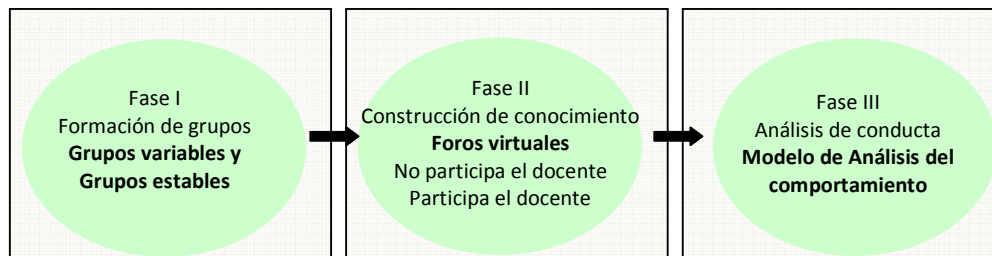 Fase I
Formación de grupos
Grupos variables y
Grupos estables
Fase II
Construcción de conocimiento
Foros virtuales
No participa el docente
Participa el docente
Fase III
Análisis de conducta
Modelo de Análisis del
comportamiento